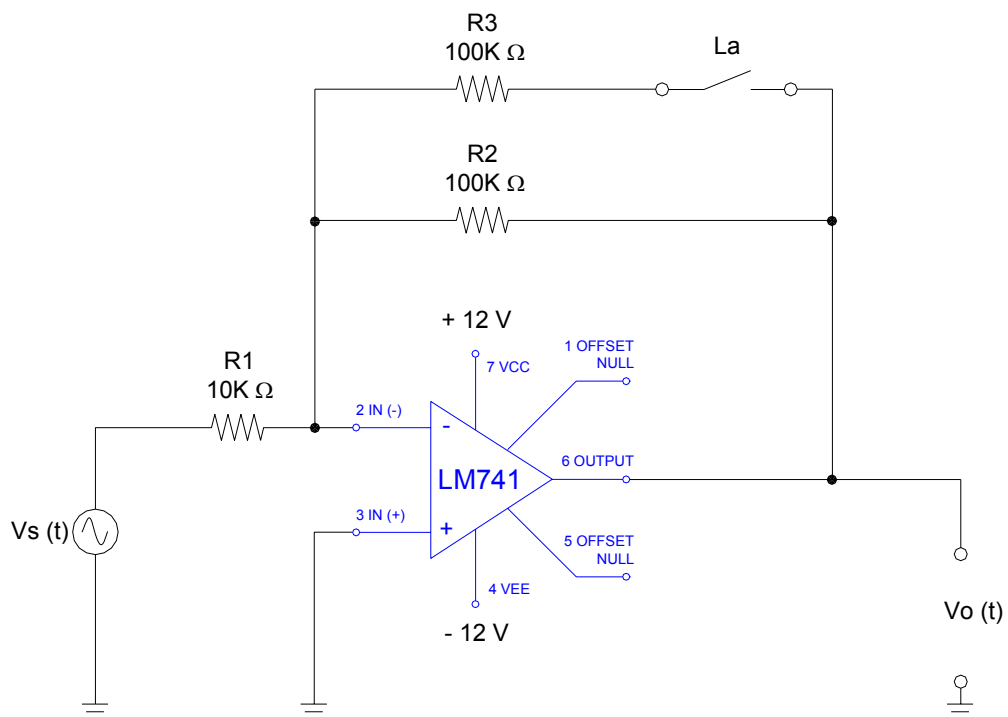 R3
100K Ω
La
R2
100K Ω
+ 12 V
1 OFFSET
NULL
7 VCC
R1
10K Ω
2 IN (-)
-
6 OUTPUT
LM741
Vs (t)
3 IN (+)
+
5 OFFSET
NULL
4 VEE
- 12 V
Vo (t)